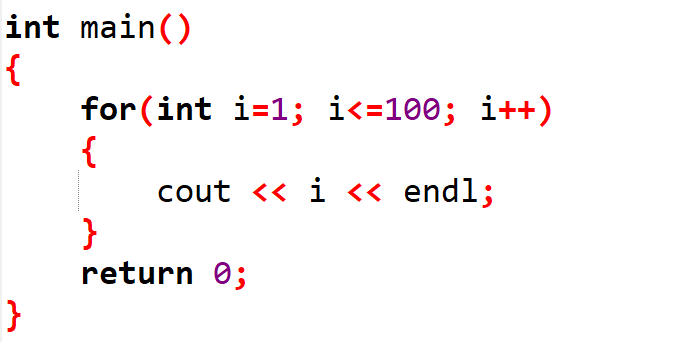 int main()
{
    for(int i=1; i<=100; i++)
    {
        cout << i << endl;
    }
    return 0;
}